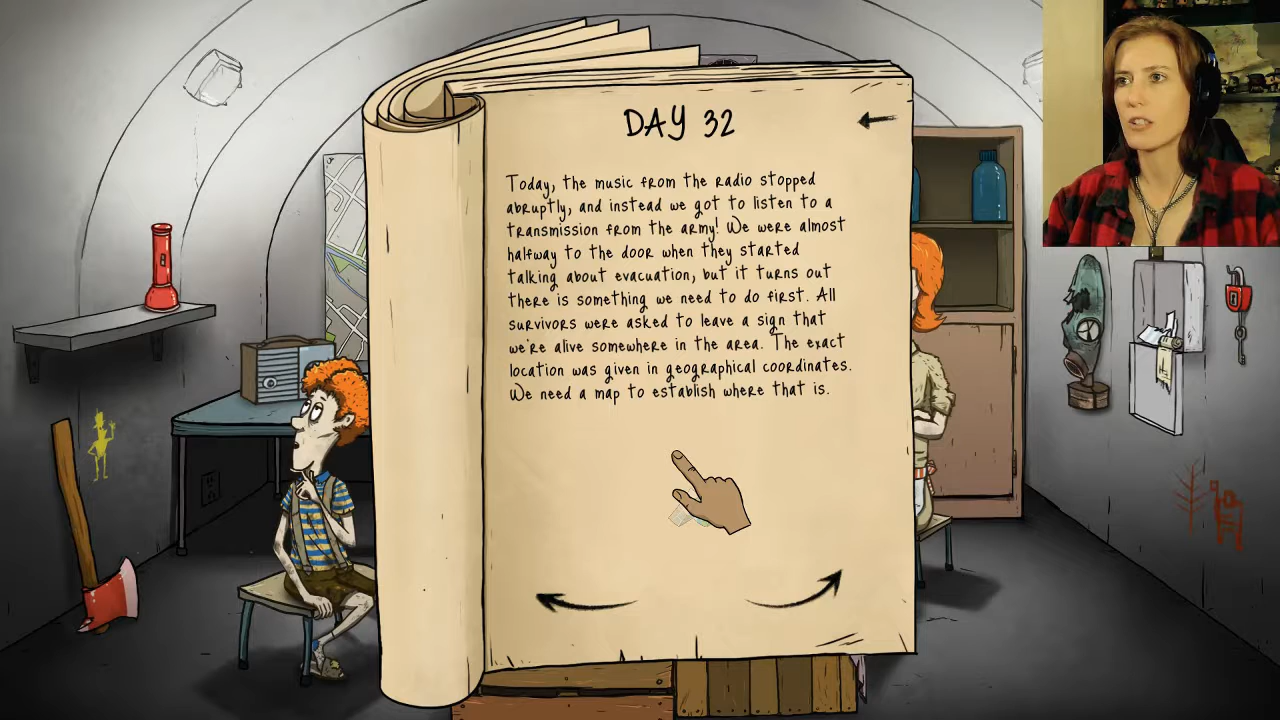 DAY 32
Today, the music from the radio stopped
abruptly, and instead we got to listen to a
transmission from the army! We were almost
halfway to the door when they started
talking about evacuation, but it turns out
there is something we need to do first. All
survivors were asked to leave a sign that
we're alive somewhere in the area. The exact
location was given in geographical coordinates.
We need a map to establish where that is.